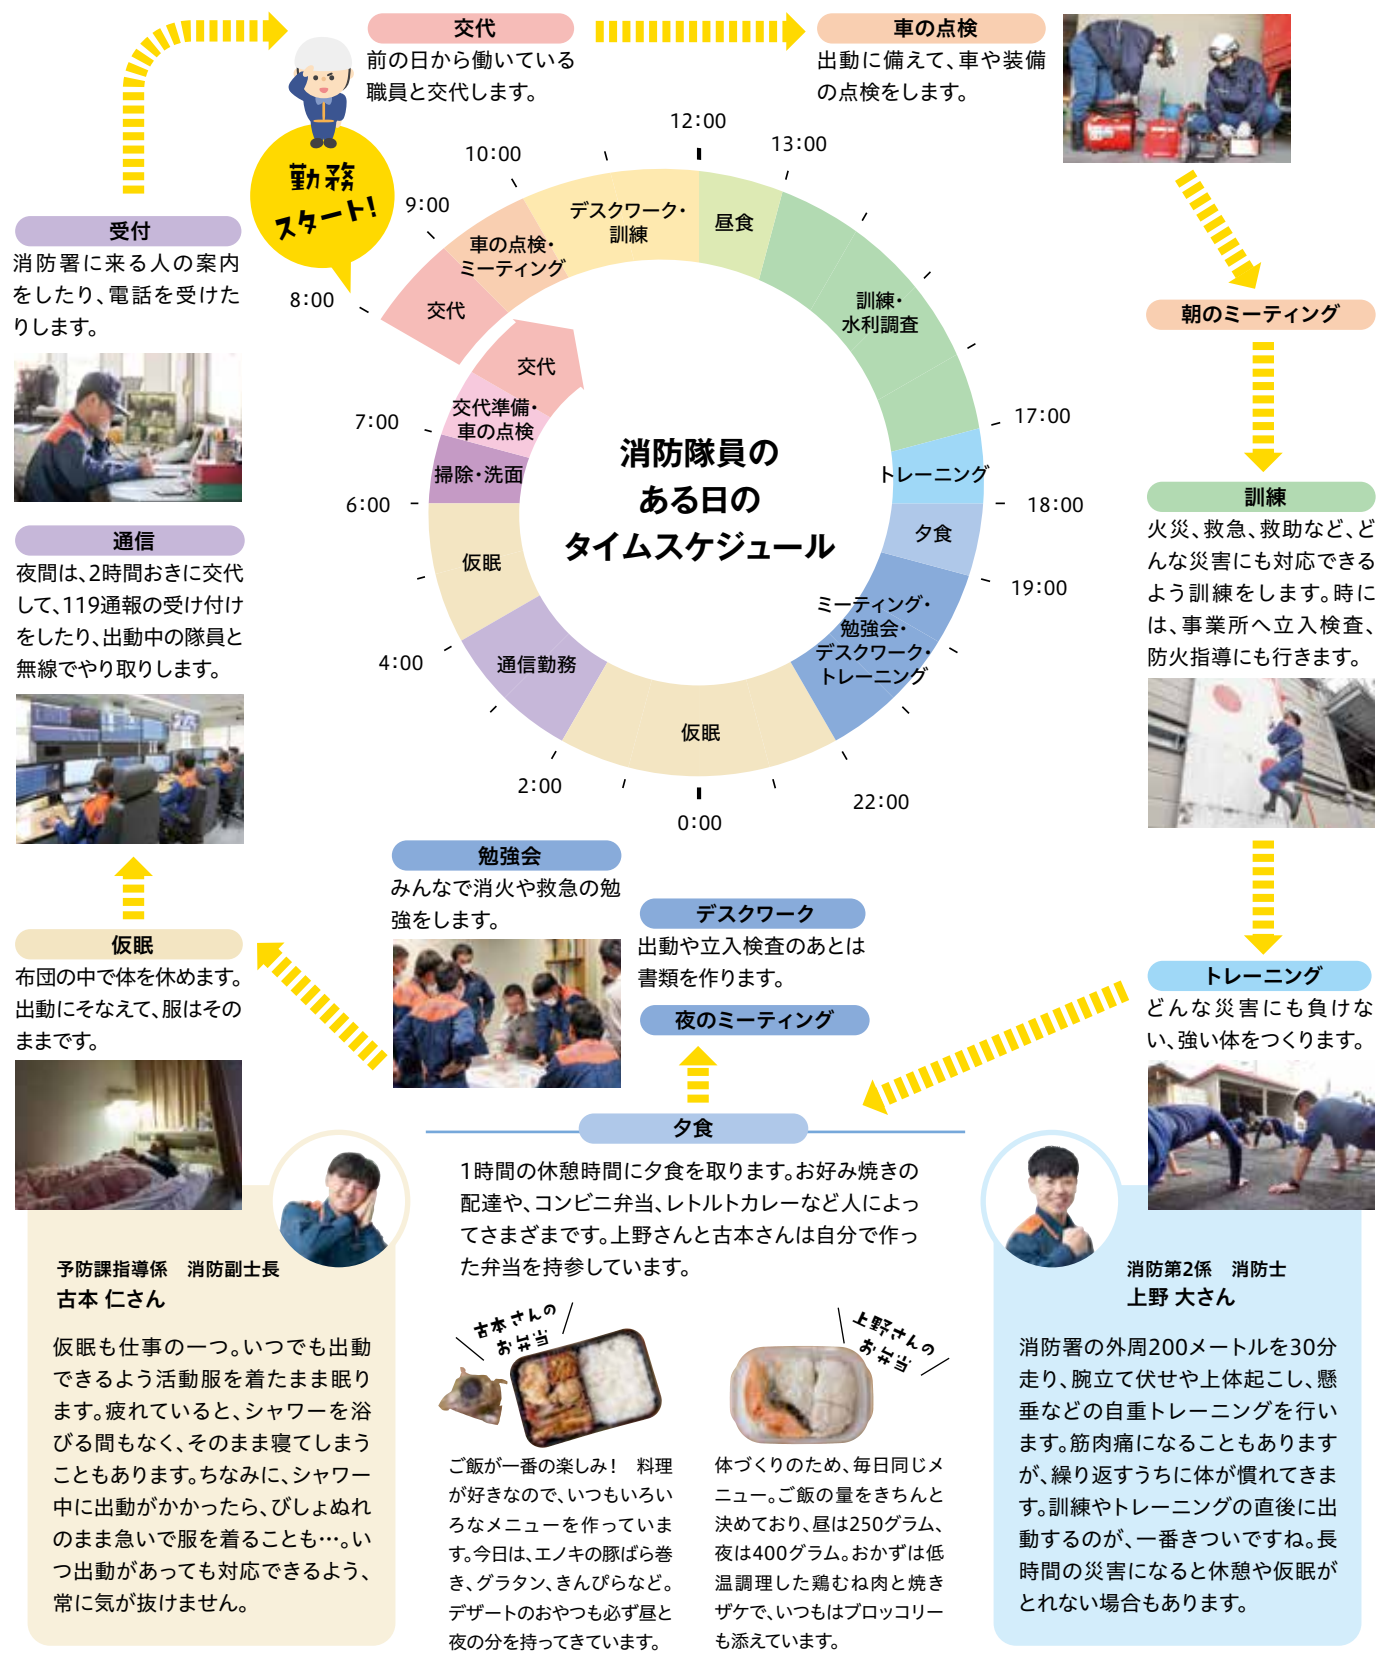 交代
前の日から働いている
職員と交代します。
車の点検
出動に備えて、車や装備
の点検をします。
勤務
スタート!
受付
消防署に来る人の案内
をしたり、電話を受けた
りします。
通信
夜間は、2時間おきに交代
して、119通報の受け付け
をしたり、出動中の隊員と
無線でやり取りします。
仮眠
布団の中で体を休めます。
出動にそなえて、服はその
ままです。
朝のミーティング
訓練
火災、救急、救助など、ど
んな災害にも対応できる
よう訓練をします。時に
は、事業所へ立入検査、
防火指導にも行きます。
トレーニング
どんな災害にも負けな
い、強い体をつくります。
消防隊員の
ある日の
タイムスケジュール
8:00
交代
9:00
車の点検・
ミーティング
10:00
デスクワーク・
訓練
12:00
昼食
13:00
訓練・
水利調査
17:00
トレーニング
18:00
夕食
19:00
ミーティング・
勉強会・
デスクワーク・
トレーニング
22:00
仮眠
0:00
2:00
通信勤務
4:00
仮眠
6:00
掃除・洗面
7:00
交代準備・
車の点検
交代
勉強会
みんなで消火や救急の勉
強をします。
デスクワーク
出動や立入検査のあとは
書類を作ります。
夜のミーティング
夕食
1時間の休憩時間に夕食を取ります。お好み焼きの
配達や、コンビニ弁当、レトルトカレーなど人によっ
てさまざまです。上野さんと古本さんは自分で作っ
た弁当を持参しています。
古本さんの
お弁当
ご飯が一番の楽しみ! 料理
が好きなので、いつもいろい
ろなメニューを作っていま
す。今日は、エノキの豚ばら巻
き、グラタン、きんぴらなど。
デザートのおやつも必ず昼と
夜の分を持ってきています。
上野さんの
お弁当
体づくりのため、毎日同じメ
ニュー。ご飯の量をきちんと
決めており、昼は250グラム、
夜は400グラム。おかずは低
温調理した鶏むね肉と焼き
ザケで、いつもはブロッコリー
も添えています。
予防課指導係 消防副士長
古本 仁さん
仮眠も仕事の一つ。いつでも出動
できるよう活動服を着たまま眠り
ます。疲れていると、シャワーを浴
びる間もなく、そのまま寝てしまう
こともあります。ちなみに、シャワー
中に出動がかかったら、びしょぬれ
のまま急いで服を着ることも…。い
つ出動があっても対応できるよう、
常に気が抜けません。
消防第2係 消防士
上野 大さん
消防署の外周200メートルを30分
走り、腕立て伏せや上体起こし、懸
垂などの自重トレーニングを行い
ます。筋肉痛になることもあります
が、繰り返すうちに体が慣れてきま
す。訓練やトレーニングの直後に出
動するのが、一番きついですね。長
時間の災害になると休憩や仮眠が
とれない場合もあります。